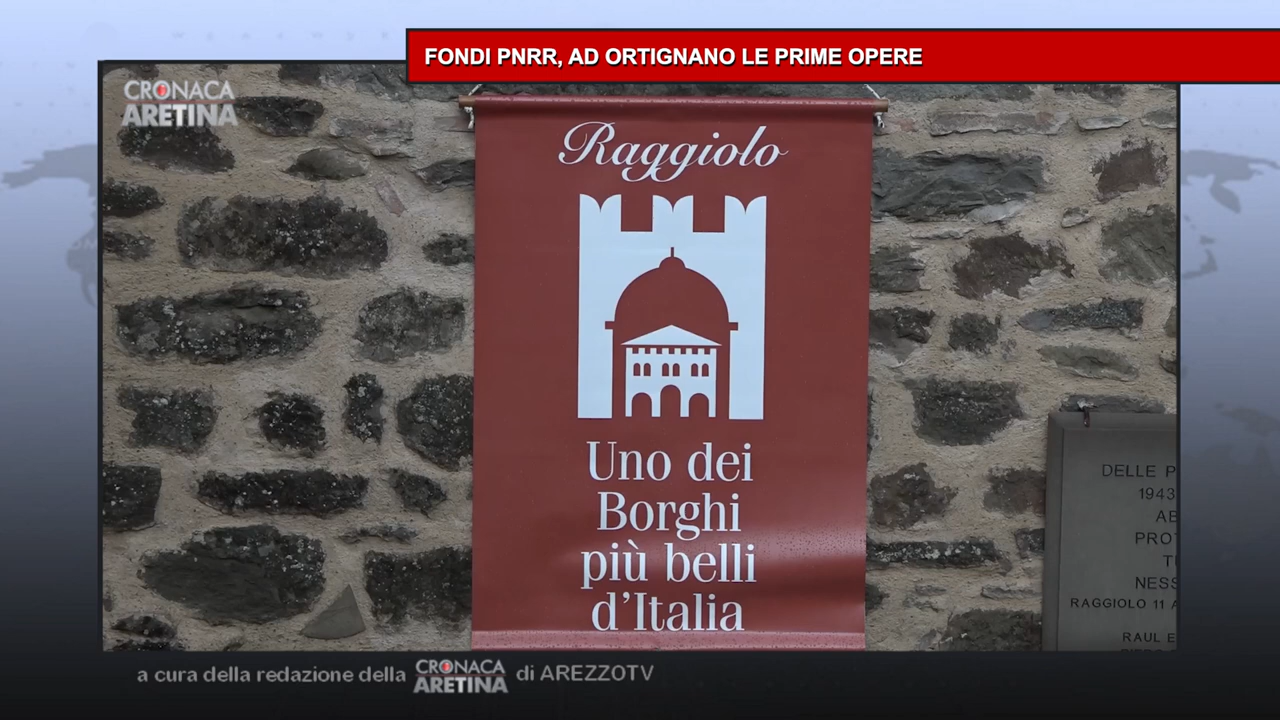 FONDI PNRR, AD ORTIGNANO LE PRIME OPERE
CRONACA
ARETINA
Raggiolo
Uno dei
Borghi
più belli
d'Italia
DELLE P
1943
AB
PRO
T
NESS
RAGGIOLO 11 A
RAUL E
a cura della redazione della CRONACA ARETINA di AREZZOTV